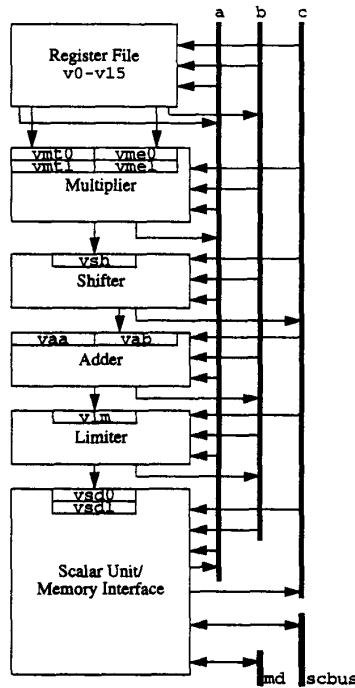 a b c
Register File
v0-v15
vmt0 vme0
vmt1 vme1
Multiplier
vsh
Shifter
vaa vab
Adder
vlm
Limiter
vsd0
vsd1
Scalar Unit/
Memory Interface
md scbus